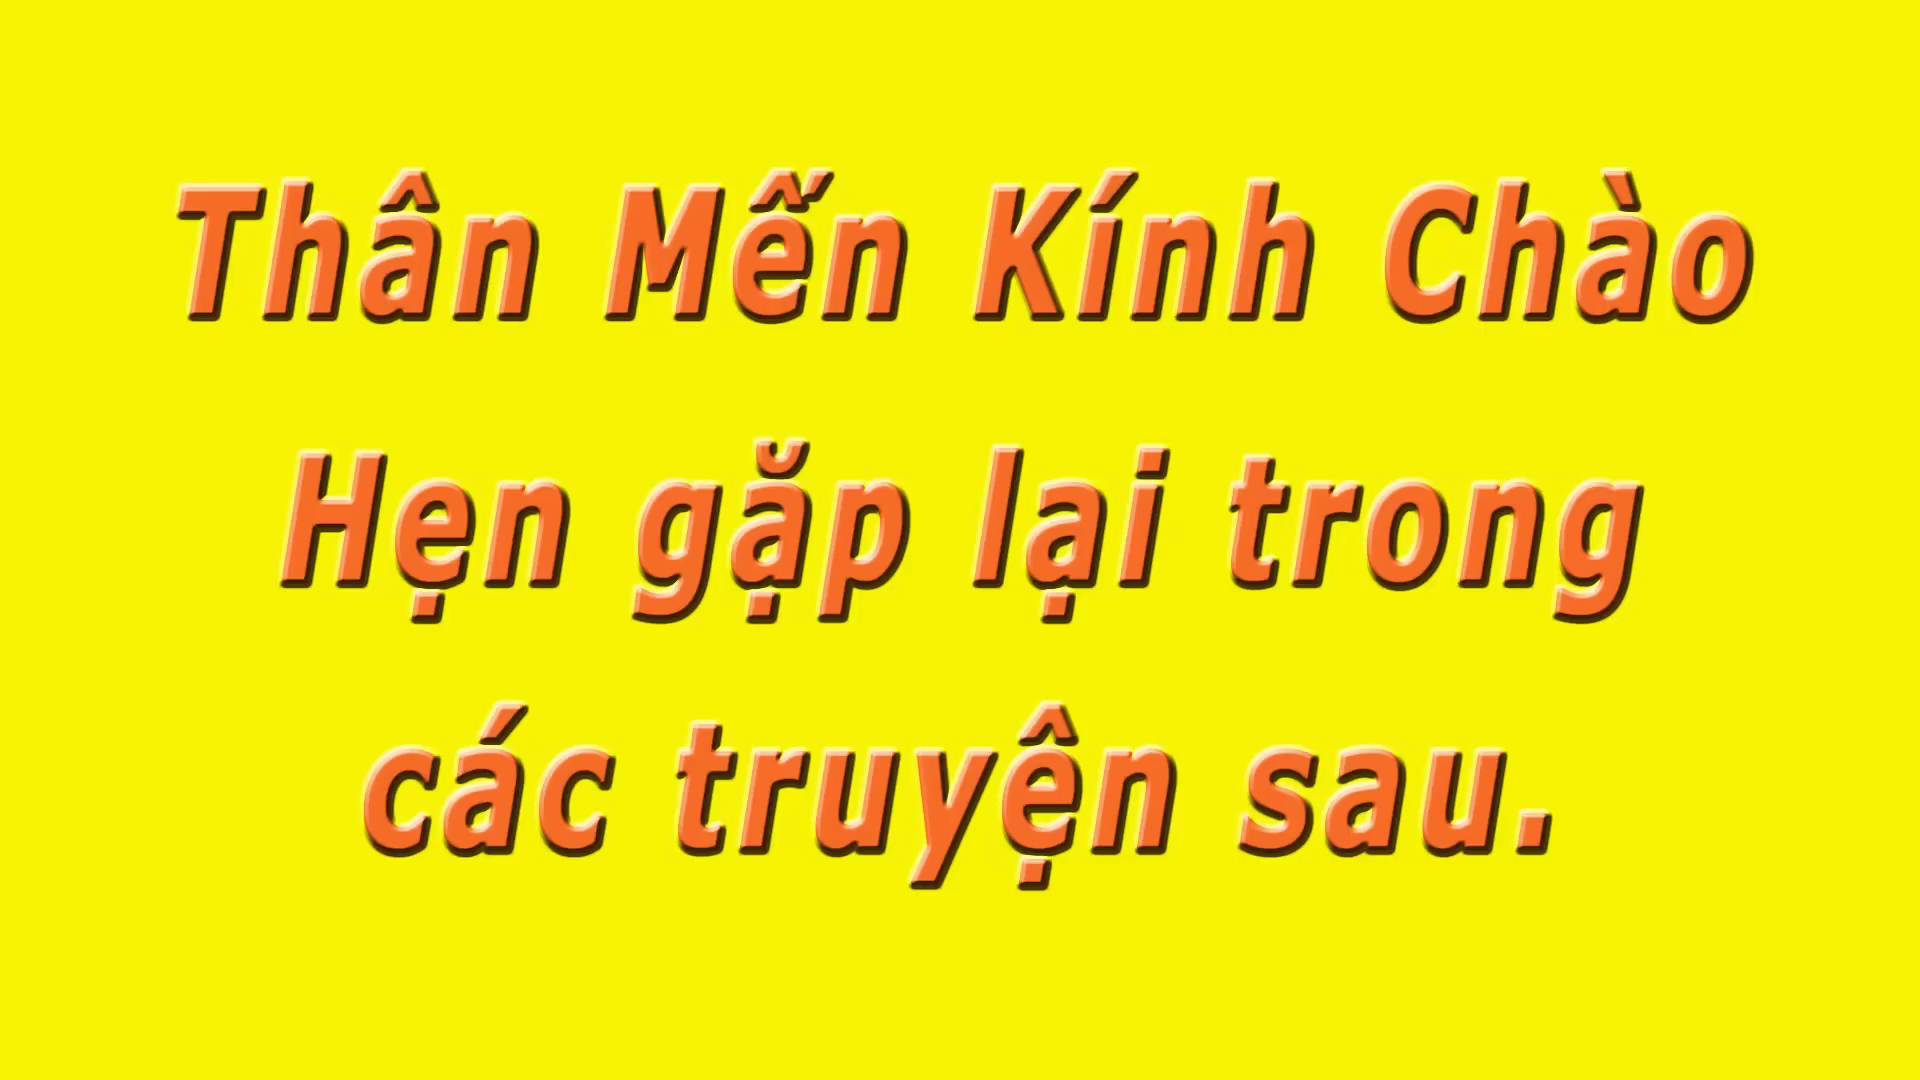 Thân Mến Kính Chào
Hẹn gặp lại trong
các truyện sau.